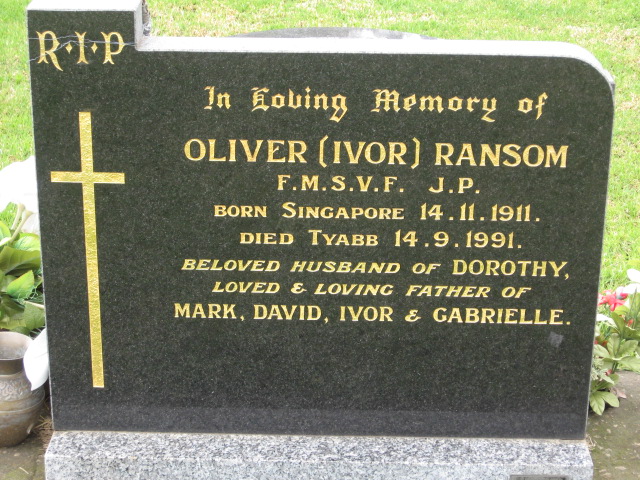 R·I·P
In Loving Memory of
OLIVER (IVOR) RANSOM
F.M.S.V.F. J.P.
BORN SINGAPORE 14.11.1911.
DIED TYABB 14.9.1991.
BELOVED HUSBAND OF DOROTHY,
LOVED & LOVING FATHER OF
MARK, DAVID, IVOR & GABRIELLE.